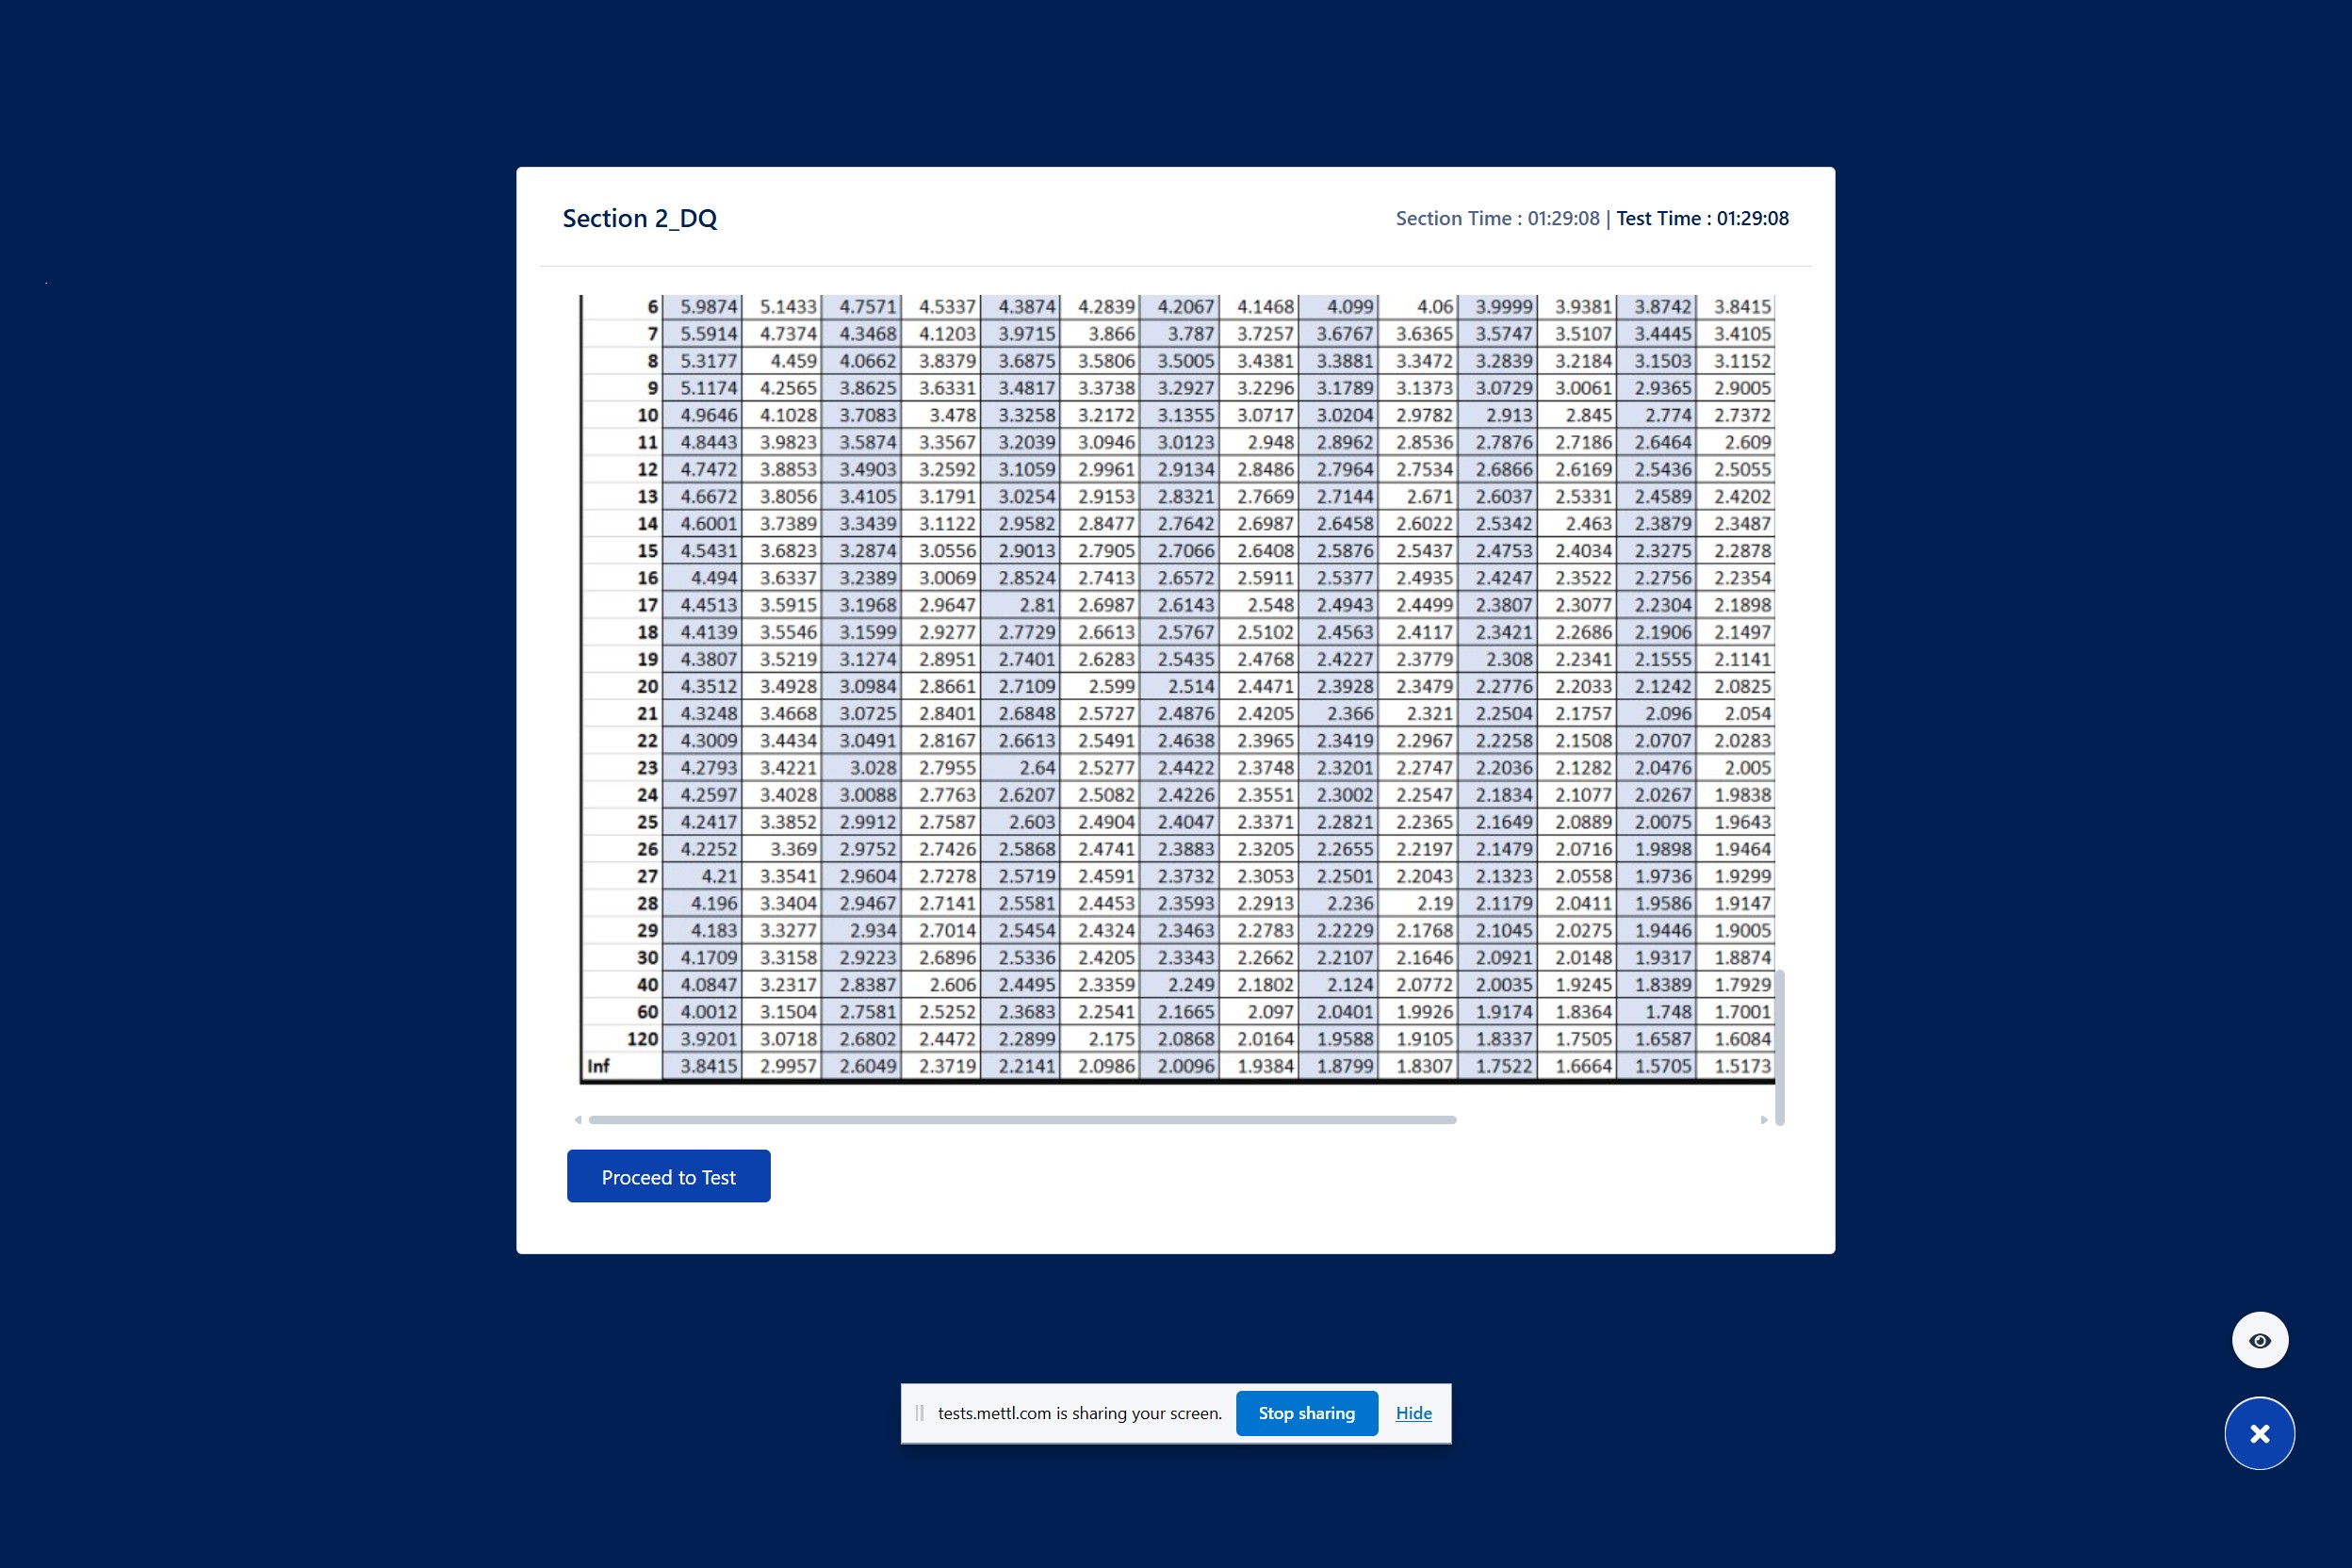 Section 2_DQ
Section Time : 01:29:08 | Test Time : 01:29:08
6 5.9874 5.1433 4.7571 4.5337 4.3874 4.2839 4.2067 4.1468 4.099 4.06 3.9999 3.9381 3.8742 3.8415
7 5.5914 4.7374 4.3468 4.1203 3.9715 3.866 3.787 3.7257 3.6767 3.6365 3.5747 3.5107 3.4445 3.4105
8 5.3177 4.459 4.0662 3.8379 3.6875 3.5806 3.5005 3.4381 3.3881 3.3472 3.2839 3.2184 3.1503 3.1152
9 5.1174 4.2565 3.8625 3.6331 3.4817 3.3738 3.2927 3.2296 3.1789 3.1373 3.0729 3.0061 2.9365 2.9005
10 4.9646 4.1028 3.7083 3.478 3.3258 3.2172 3.1355 3.0717 3.0204 2.9782 2.913 2.845 2.774 2.7372
11 4.8443 3.9823 3.5874 3.3567 3.2039 3.0946 3.0123 2.948 2.8962 2.8536 2.7876 2.7186 2.6464 2.609
12 4.7472 3.8853 3.4903 3.2592 3.1059 2.9961 2.9134 2.8486 2.7964 2.7534 2.6866 2.6169 2.5436 2.5055
13 4.6672 3.8056 3.4105 3.1791 3.0254 2.9153 2.8321 2.7669 2.7144 2.671 2.6037 2.5331 2.4589 2.4202
14 4.6001 3.7389 3.3439 3.1122 2.9582 2.8477 2.7642 2.6987 2.6458 2.6022 2.5342 2.463 2.3879 2.3487
15 4.5431 3.6823 3.2874 3.0556 2.9013 2.7905 2.7066 2.6408 2.5876 2.5437 2.4753 2.4034 2.3275 2.2878
16 4.494 3.6337 3.2389 3.0069 2.8524 2.7413 2.6572 2.5911 2.5377 2.4935 2.4247 2.3522 2.2756 2.2354
17 4.4513 3.5915 3.1968 2.9647 2.81 2.6987 2.6143 2.548 2.4943 2.4499 2.3807 2.3077 2.2304 2.1898
18 4.4139 3.5546 3.1599 2.9277 2.7729 2.6613 2.5767 2.5102 2.4563 2.4117 2.3421 2.2686 2.1906 2.1497
19 4.3807 3.5219 3.1274 2.8951 2.7401 2.6283 2.5435 2.4768 2.4227 2.3779 2.308 2.2341 2.1555 2.1141
20 4.3512 3.4928 3.0984 2.8661 2.7109 2.599 2.514 2.4471 2.3928 2.3479 2.2776 2.2033 2.1242 2.0825
21 4.3248 3.4668 3.0725 2.8401 2.6848 2.5727 2.4876 2.4205 2.366 2.321 2.2504 2.1757 2.096 2.054
22 4.3009 3.4434 3.0491 2.8167 2.6613 2.5491 2.4638 2.3965 2.3419 2.2967 2.2258 2.1508 2.0707 2.0283
23 4.2793 3.4221 3.028 2.7955 2.64 2.5277 2.4422 2.3748 2.3201 2.2747 2.2036 2.1282 2.0476 2.005
24 4.2597 3.4028 3.0088 2.7763 2.6207 2.5082 2.4226 2.3551 2.3002 2.2547 2.1834 2.1077 2.0267 1.9838
25 4.2417 3.3852 2.9912 2.7587 2.603 2.4904 2.4047 2.3371 2.2821 2.2365 2.1649 2.0889 2.0075 1.9643
26 4.2252 3.369 2.9752 2.7426 2.5868 2.4741 2.3883 2.3205 2.2655 2.2197 2.1479 2.0716 1.9898 1.9464
27 4.21 3.3541 2.9604 2.7278 2.5719 2.4591 2.3732 2.3053 2.2501 2.2043 2.1323 2.0558 1.9736 1.9299
28 4.196 3.3404 2.9467 2.7141 2.5581 2.4453 2.3593 2.2913 2.236 2.19 2.1179 2.0411 1.9586 1.9147
29 4.183 3.3277 2.934 2.7014 2.5454 2.4324 2.3463 2.2783 2.2229 2.1768 2.1045 2.0275 1.9446 1.9005
30 4.1709 3.3158 2.9223 2.6896 2.5336 2.4205 2.3343 2.2662 2.2107 2.1646 2.0921 2.0148 1.9317 1.8874
40 4.0847 3.2317 2.8387 2.606 2.4495 2.3359 2.249 2.1802 2.124 2.0772 2.0035 1.9245 1.8389 1.7929
60 4.0012 3.1504 2.7581 2.5252 2.3683 2.2541 2.1665 2.097 2.0401 1.9926 1.9174 1.8364 1.748 1.7001
120 3.9201 3.0718 2.6802 2.4472 2.2899 2.175 2.0868 2.0164 1.9588 1.9105 1.8337 1.7505 1.6587 1.6084
Inf 3.8415 2.9957 2.6049 2.3719 2.2141 2.0986 2.0096 1.9384 1.8799 1.8307 1.7522 1.6664 1.5705 1.5173
Proceed to Test
tests.mettl.com is sharing your screen. Stop sharing Hide